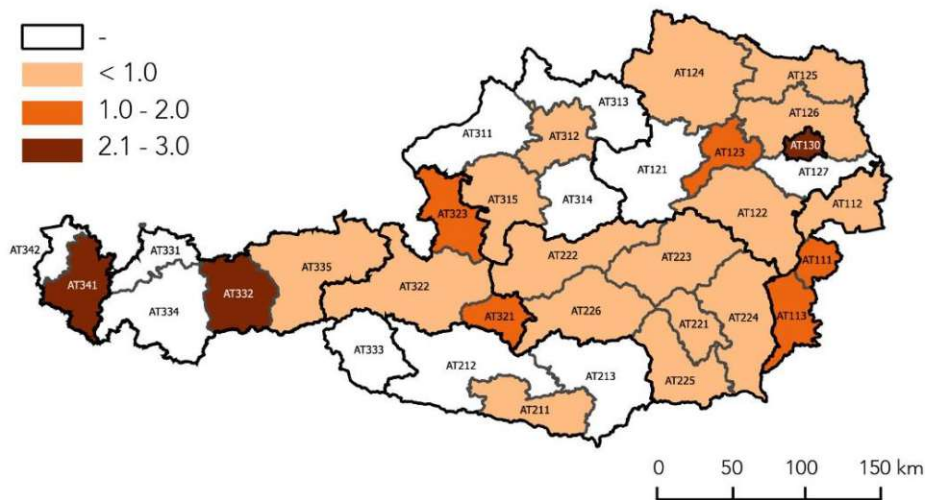 -
< 1.0
1.0 - 2.0
2.1 - 3.0
AT124
AT125
AT313
AT126
AT312
AT311
AT130
AT123
AT121
AT127
AT315
AT314
AT112
AT323
AT122
AT342
AT331
AT222
AT223
AT111
AT335
AT341
AT332
AT322
AT334
AT226
AT321
AT221
AT224
AT113
AT333
AT212
AT213
AT225
AT211
0 50 100 150 km